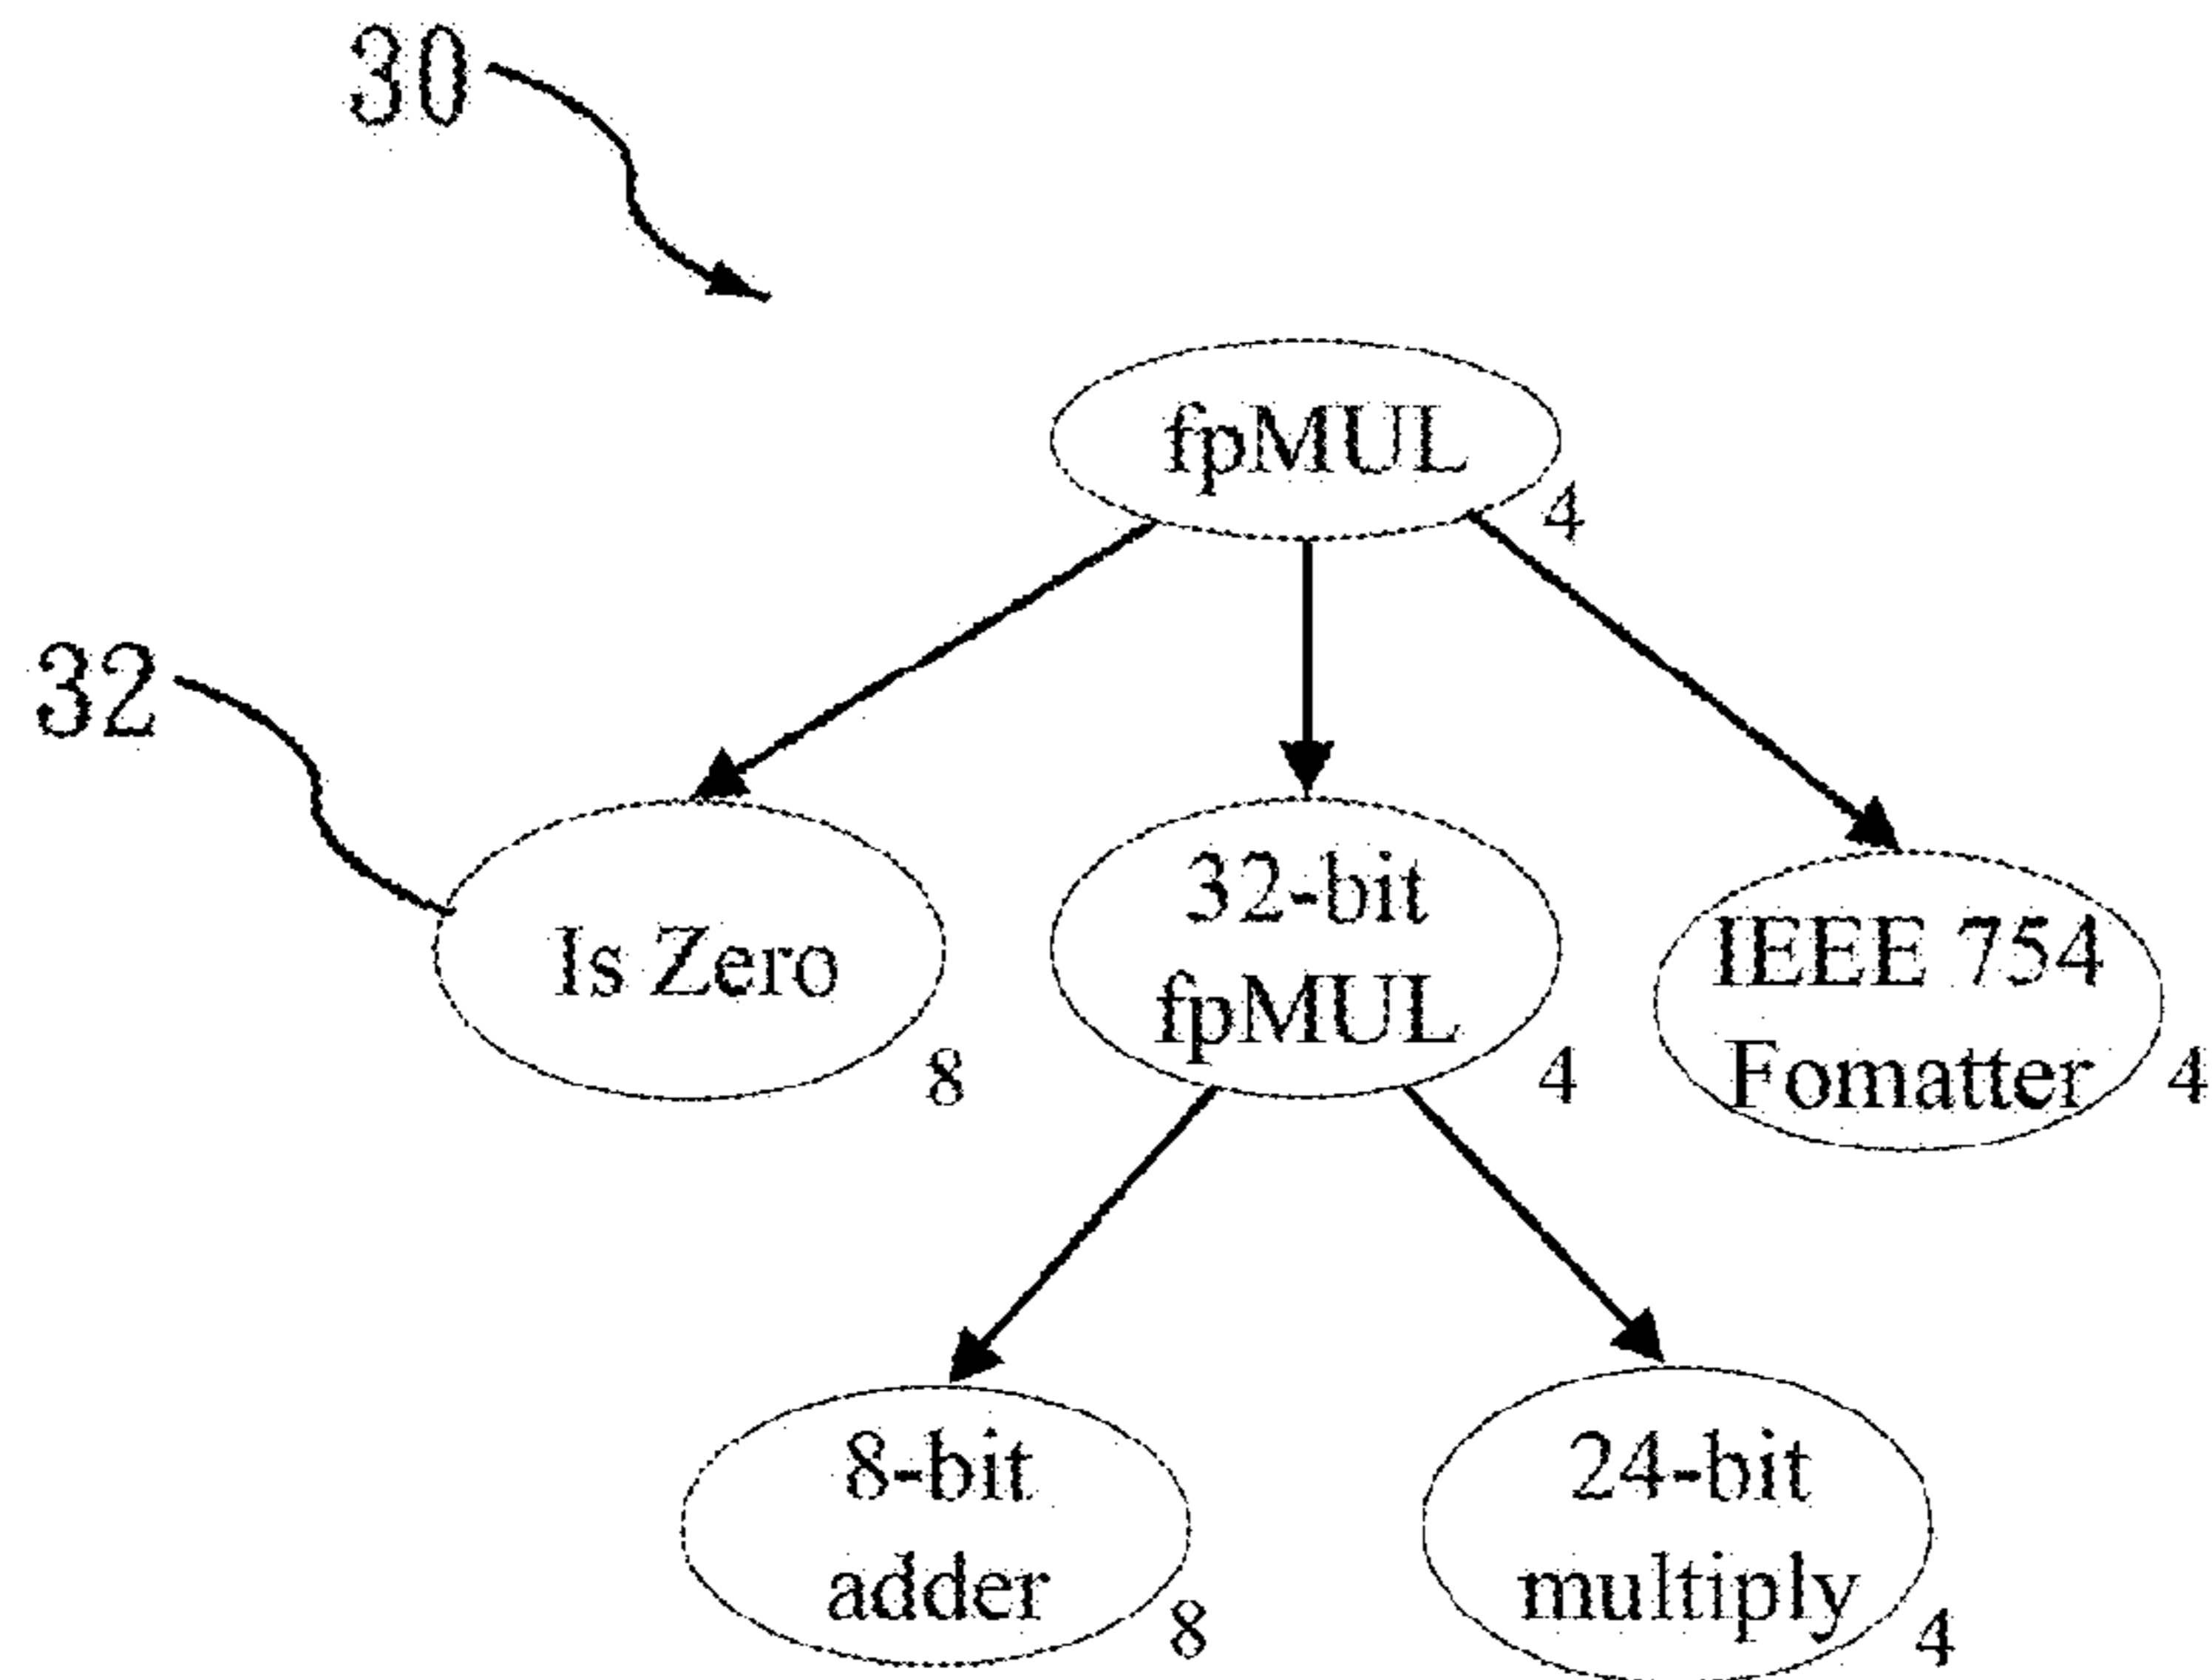 30
fpMUL
4
32
Is Zero
8
32-bit
fpMUL
4
IEEE 754
Fomatter
4
8-bit
adder
8
24-bit
multiply
4